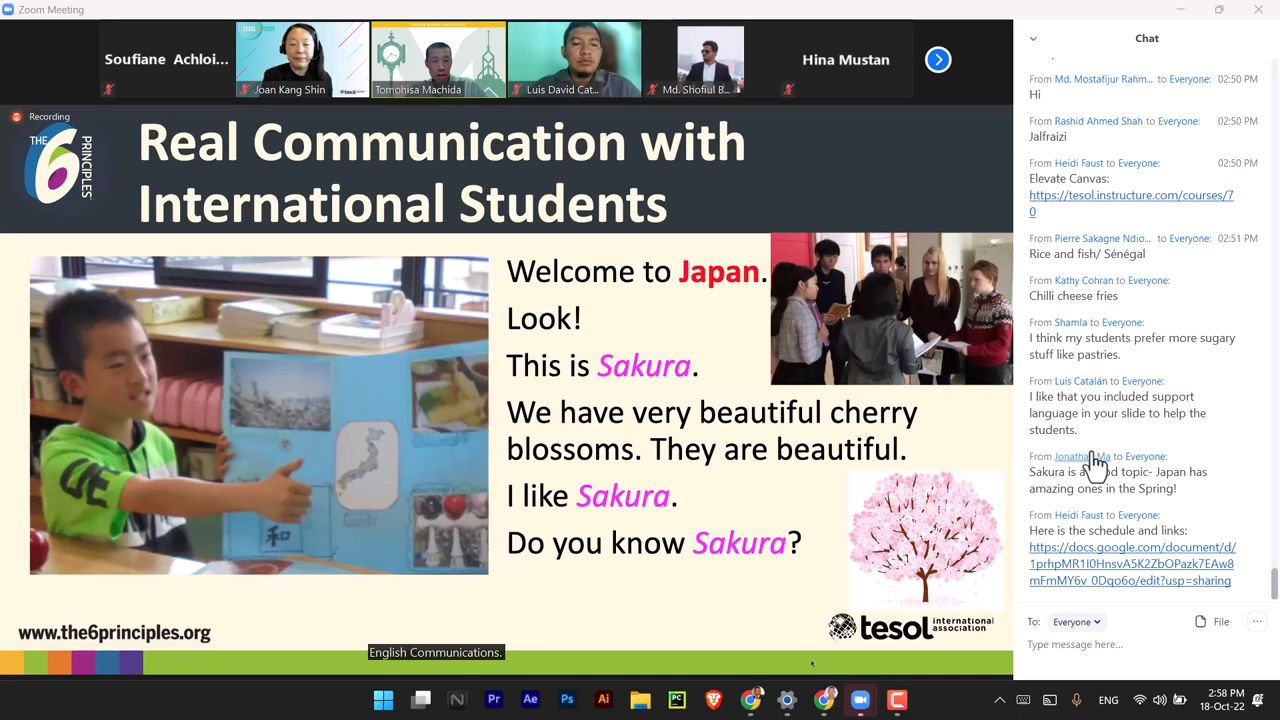 Zoom Meeting
Soufiane Achloi...
Joan Kang Shin
Tomohisa Machida
Luis David Cat...
Md. Shofiul B...
Hina Mustan
Recording
THE 6 PRINCIPLES
Real Communication with
International Students
Welcome to Japan.
Look!
This is Sakura.
We have very beautiful cherry
blossoms. They are beautiful.
I like Sakura.
Do you know Sakura?
和
www.the6principles.org
tesol international
association
English Communications.
Chat
From Md. Mostafijur Rahm... to Everyone: 02:50 PM
Hi
From Rashid Ahmed Shah to Everyone: 02:50 PM
Jalfraizi
From Heidi Faust to Everyone: 02:50 PM
Elevate Canvas:
https://tesol.instructure.com/courses/7
0
From Pierre Sakagne Ndio... to Everyone: 02:51 PM
Rice and fish/ Sénégal
From Kathy Cohran to Everyone:
Chilli cheese fries
From Shamla to Everyone:
I think my students prefer more sugary
stuff like pastries.
From Luis Catalán to Everyone:
I like that you included support
language in your slide to help the
students.
From Ma to Everyone:
Sakura is a topic- Japan has
amazing ones in the Spring!
From Heidi Faust to Everyone:
Here is the schedule and links:
https://docs.google.com/document/d/
1prhpMR1I0HnsvA5K2ZbOPazk7EAw8
mFmMY6v_0Dqo6o/edit?usp=sharing
To: Everyone File
Type message here...
N Pr Ae Ps Ai PC
ENG
2:58 PM
18-Oct-22